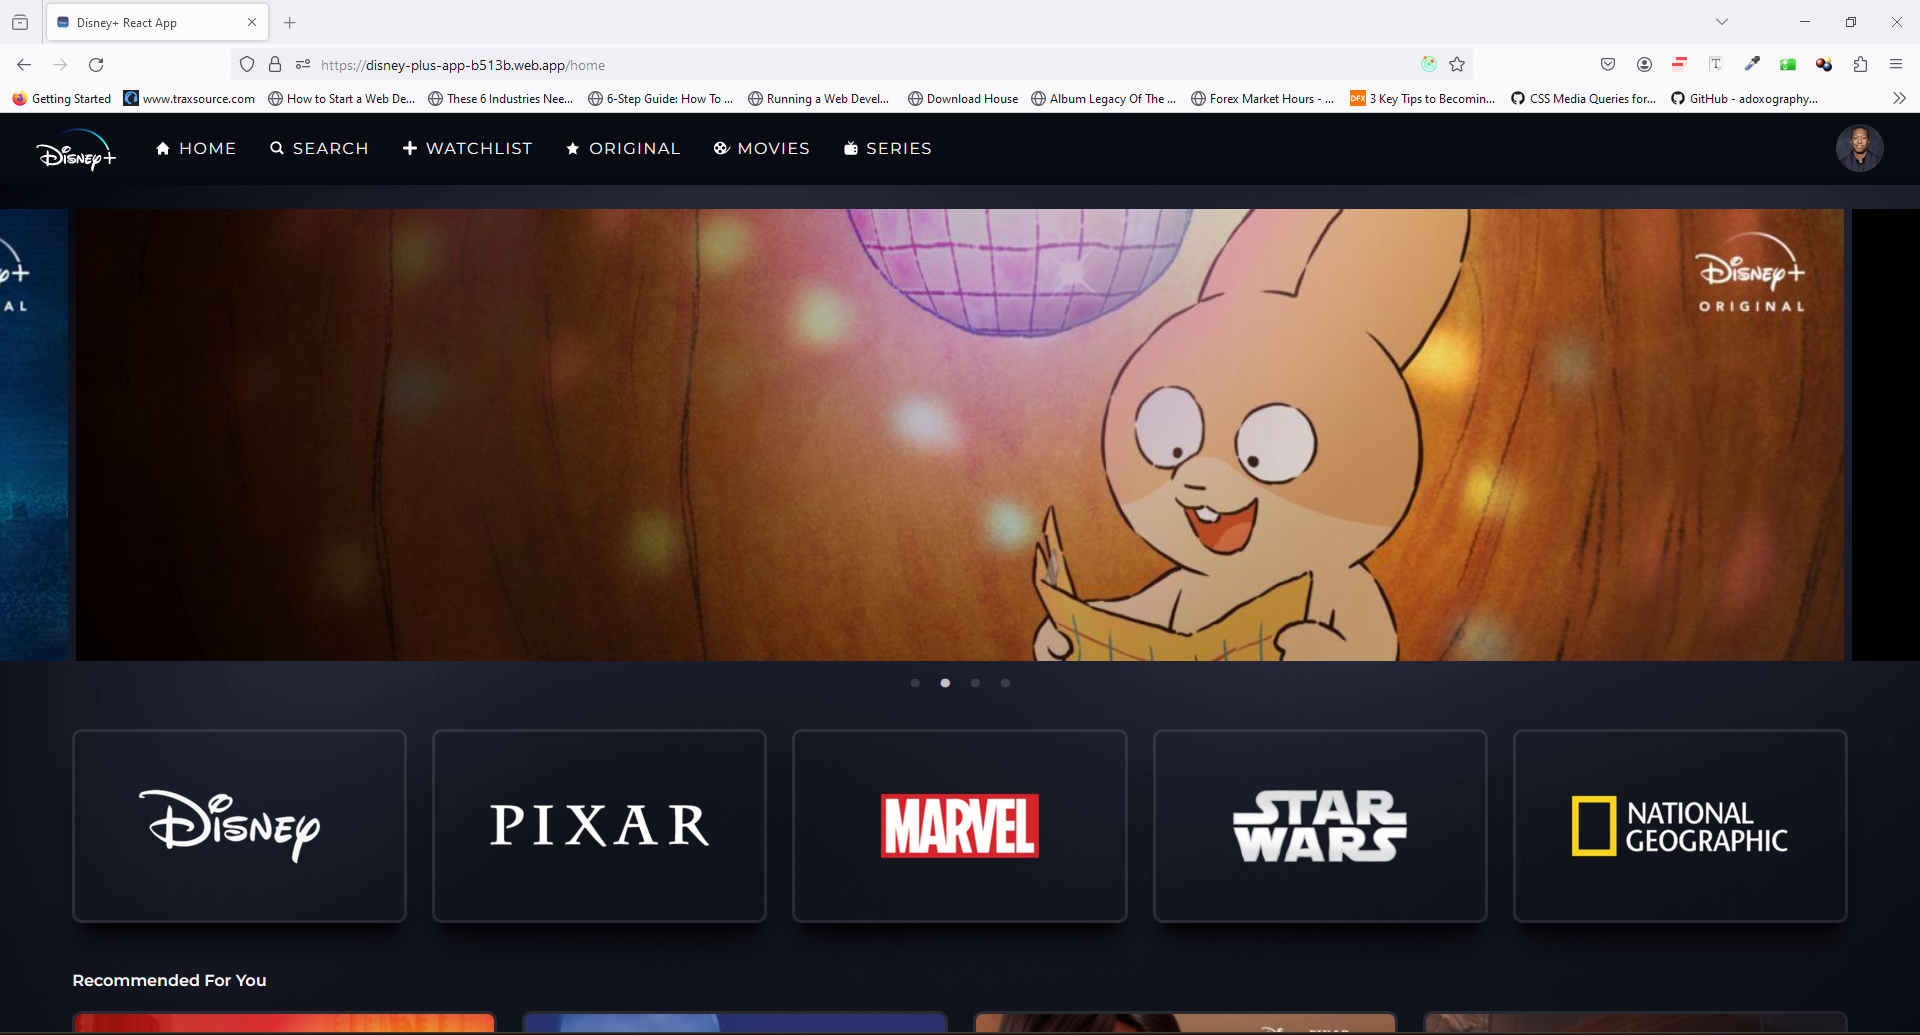 Disney+ React App
https://disney-plus-app-b513b.web.app/home
Getting Started
www.traxsource.com
How to Start a Web De...
These 6 Industries Nee...
6-Step Guide: How To ...
Running a Web Devel...
Download House
Album Legacy Of The ...
Forex Market Hours - ...
DFX 3 Key Tips to Becomin...
CSS Media Queries for...
GitHub - adoxography...
Disney+
HOME
SEARCH
WATCHLIST
ORIGINAL
MOVIES
SERIES
AL
Disney+
ORIGINAL
Disney
PIXAR
MARVEL
STAR
WARS
NATIONAL
GEOGRAPHIC
Recommended For You
PIXAR